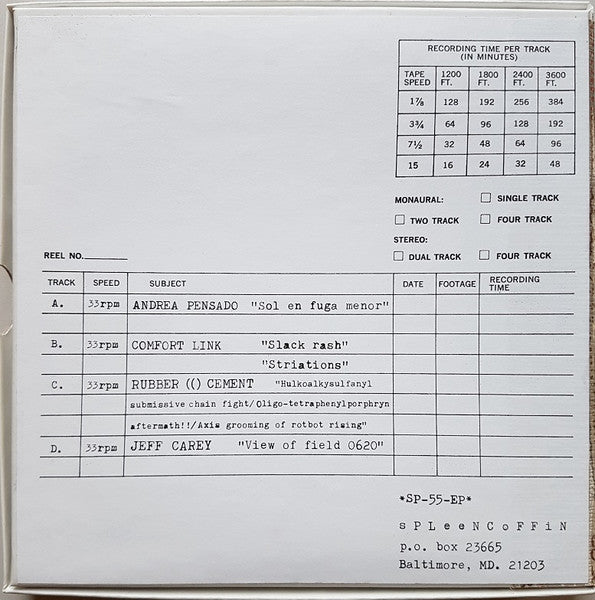 RECORDING TIME PER TRACK
(IN MINUTES)
TAPE SPEED 1200 FT. 1800 FT. 2400 FT. 3600 FT.
1⅞ 128 192 256 384
3¾ 64 96 128 192
7½ 32 48 64 96
15 16 24 32 48
MONAURAL: SINGLE TRACK
TWO TRACK FOUR TRACK
STEREO:
DUAL TRACK FOUR TRACK
REEL NO.
TRACK SPEED SUBJECT DATE FOOTAGE RECORDING TIME
A. 33rpm ANDREA PENSADO "Sol en fuga menor"
B. 33rpm COMFORT LINK "Slack rash"
"Striations"
C. 33rpm RUBBER (() CEMENT "Hulkoalkysulfanyl
submissive chain fight/Oligo-tetraphenylporphryn
aftermath!!/Axis grooming of rotbot rising"
D. 33rpm JEFF CAREY "View of field 0620"
*SP-55-EP*
sPLeeNCoFFiN
p.o. box 23665
Baltimore, MD. 21203